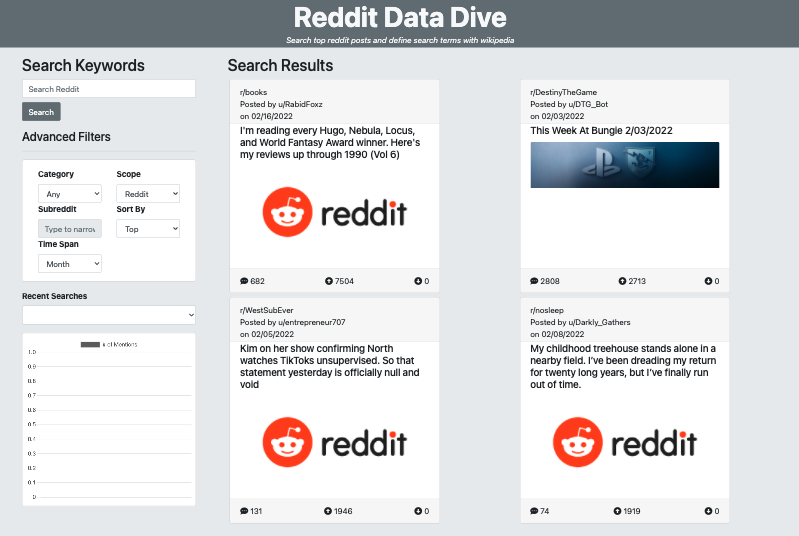 Reddit Data Dive
Search top reddit posts and define search terms with wikipedia
Search Keywords
Search Reddit
Search
Advanced Filters
Category
Scope
Any
Reddit
Subreddit
Sort By
Type to narrow
Top
Time Span
Month
Recent Searches
# of Mentions
1.0
0.9
0.8
0.7
0.6
0.5
0.4
0.3
0.2
0.1
0
Search Results
r/books
Posted by u/RabidFoxz
on 02/16/2022
I'm reading every Hugo, Nebula, Locus,
and World Fantasy Award winner. Here's
my reviews up through 1990 (Vol 6)
reddit
682
7504
0
r/DestinyTheGame
Posted by u/DTG_Bot
on 02/03/2022
This Week At Bungie 2/03/2022
2808
2713
0
r/WestSubEver
Posted by u/entrepreneur707
on 02/05/2022
Kim on her show confirming North
watches TikToks unsupervised. So that
statement yesterday is officially null and
void
reddit
131
1946
0
r/nosleep
Posted by u/Darkly_Gathers
on 02/08/2022
My childhood treehouse stands alone in a
nearby field. I've been dreading my return
for twenty long years, but I've finally run
out of time.
reddit
74
1919
0